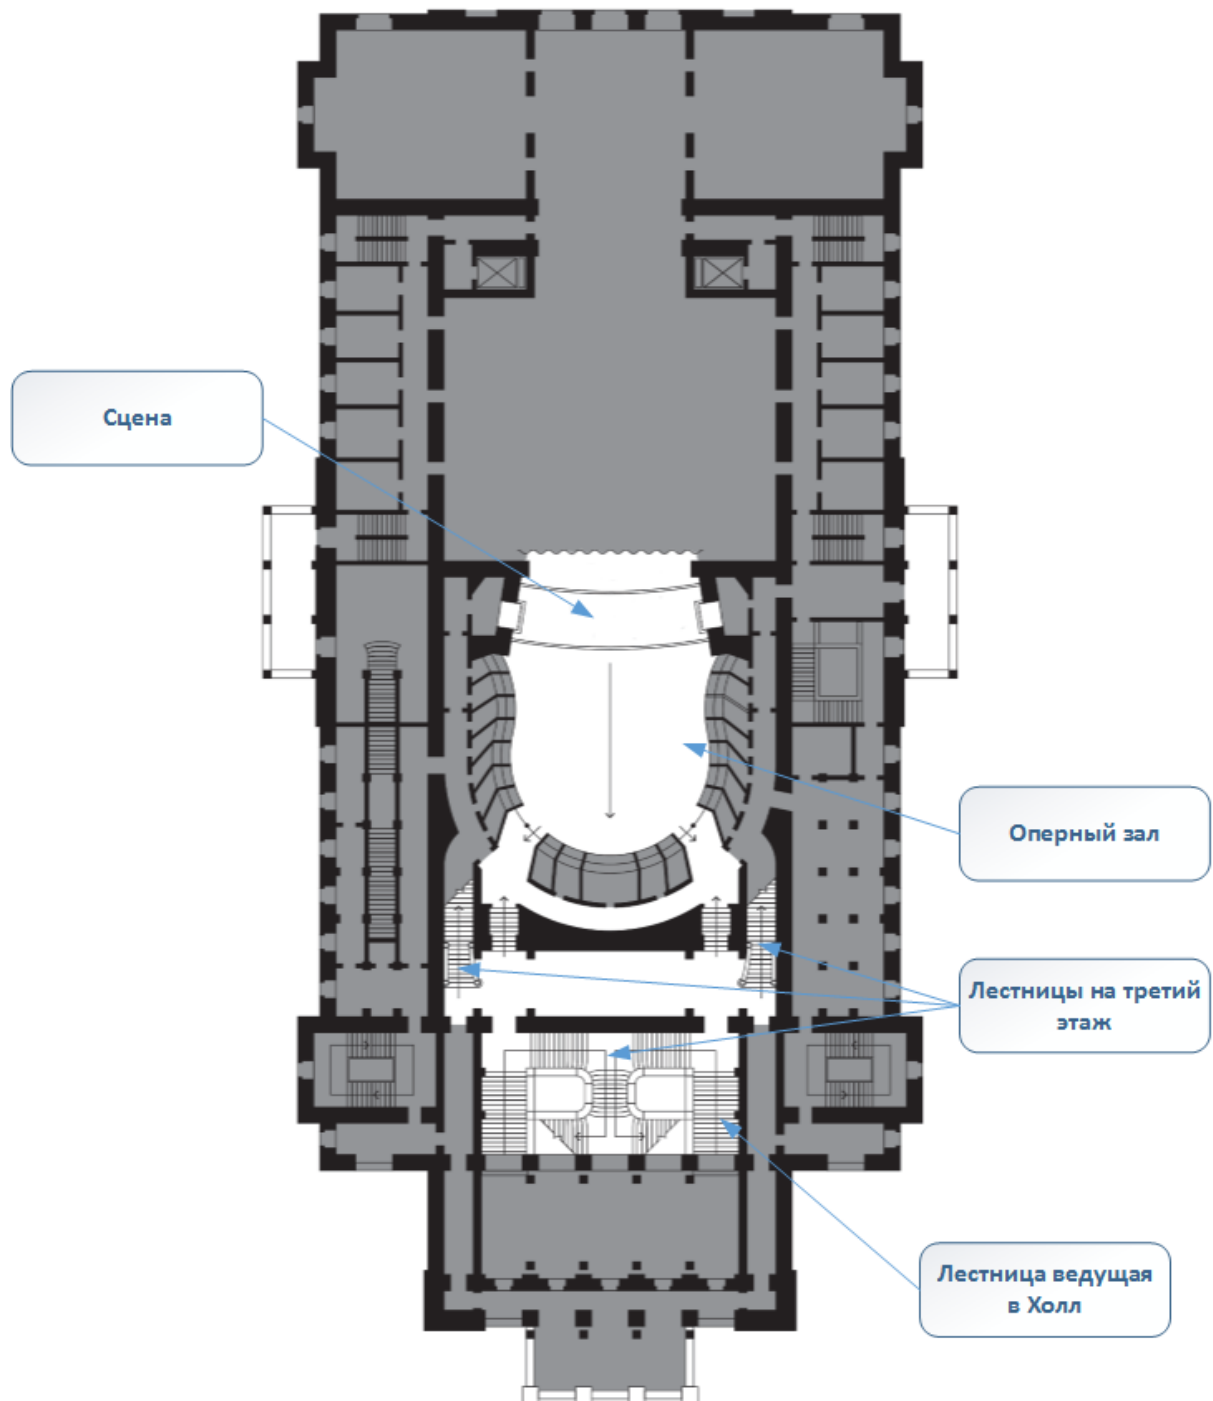 Сцена
Оперный зал
Лестницы на третий
этаж
Лестница ведущая
в Холл